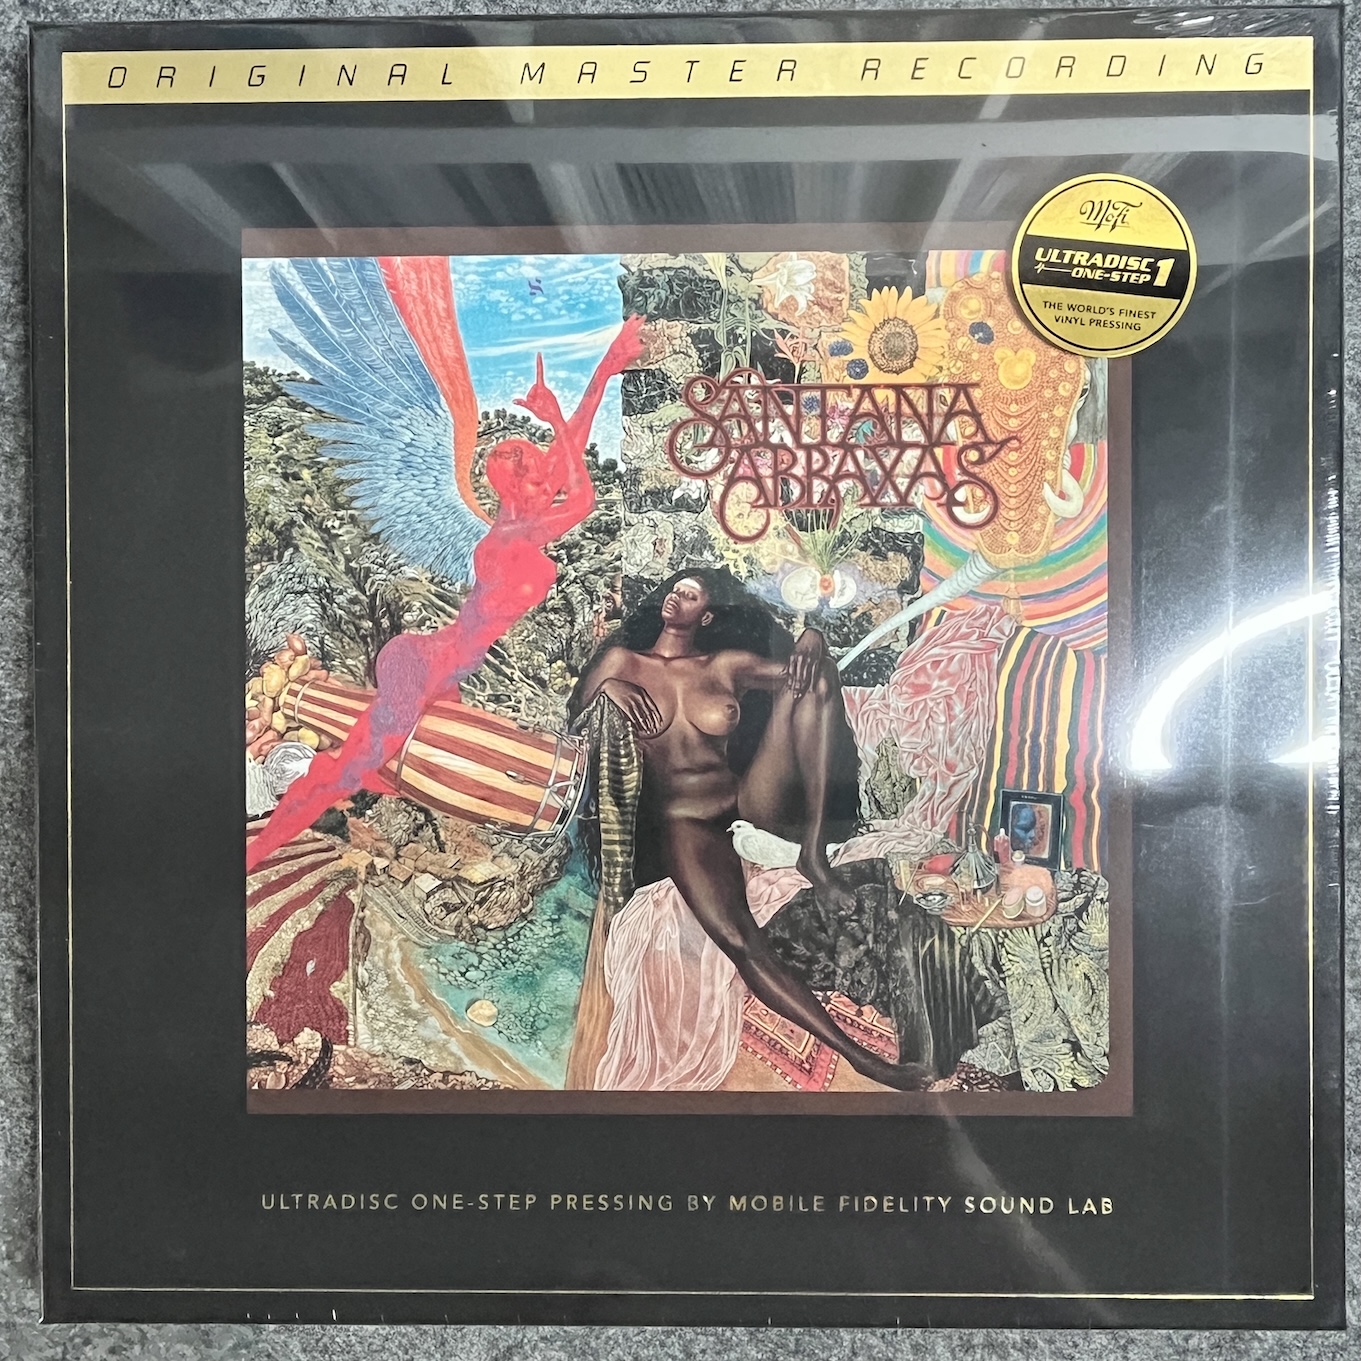 ORIGINAL MASTER RECORDING
MoFi
ULTRADISC
ONE-STEP 1
THE WORLD'S FINEST
VINYL PRESSING
SANTANA
ABRAXAS
ULTRADISC ONE-STEP PRESSING BY MOBILE FIDELITY SOUND LAB